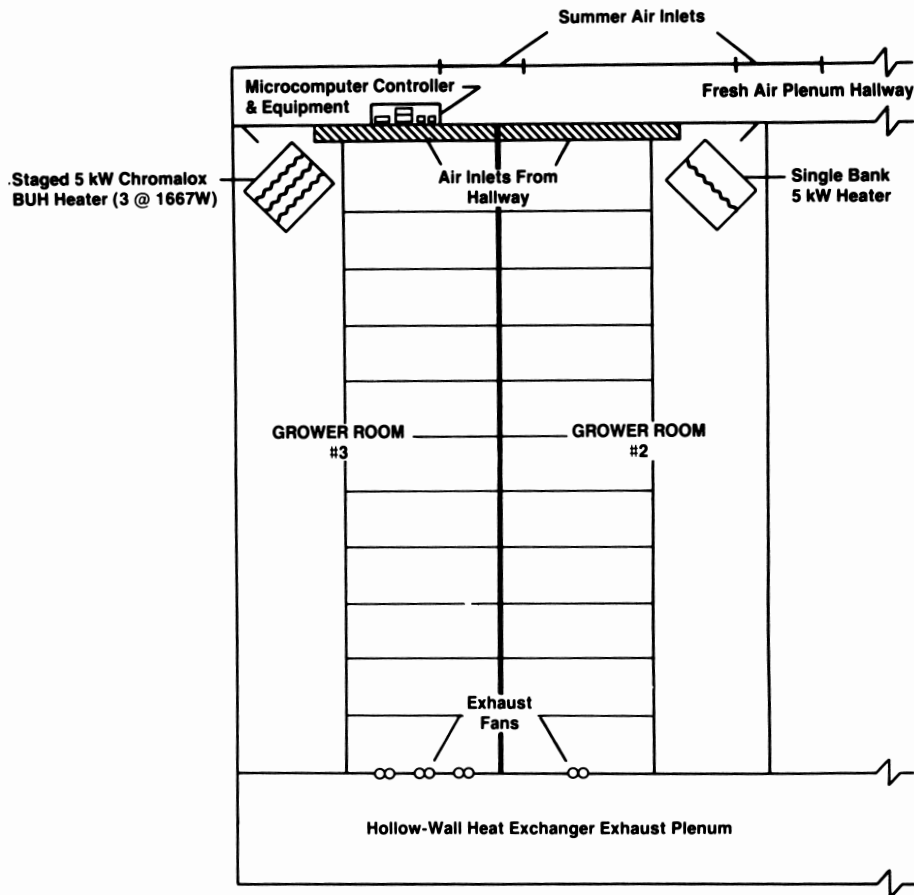 Summer Air Inlets
Microcomputer Controller
& Equipment
Fresh Air Plenum Hallway
Staged 5 kW Chromalox
BUH Heater (3 @ 1667W)
Air Inlets From
Hallway
Single Bank
5 kW Heater
GROWER ROOM
#3
GROWER ROOM
#2
Exhaust
Fans
Hollow-Wall Heat Exchanger Exhaust Plenum